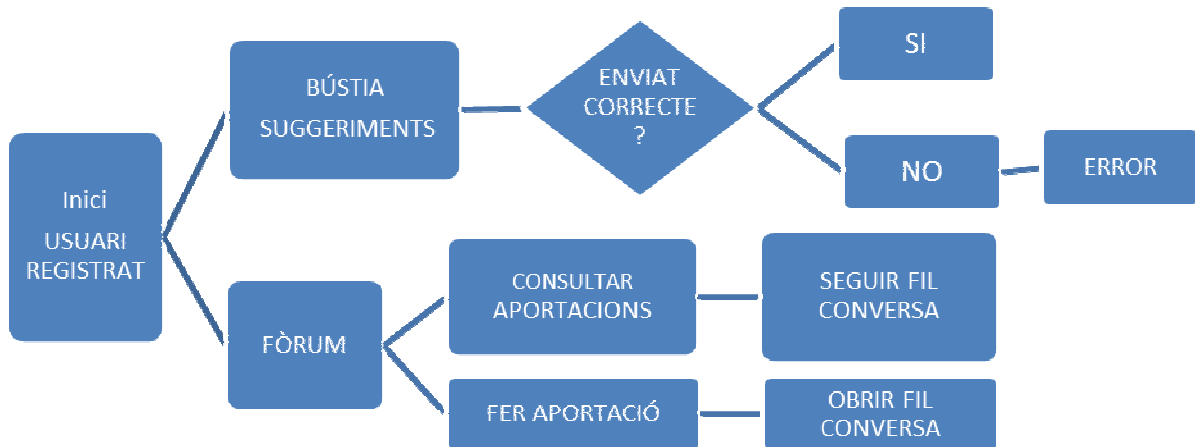 Inici
USUARI
REGISTRAT
BÚSTIA
SUGGERIMENTS
ENVIAT
CORRECTE
?
SI
NO
ERROR
FÒRUM
CONSULTAR
APORTACIONS
SEGUIR FIL
CONVERSA
FER APORTACIÓ
OBRIR FIL
CONVERSA